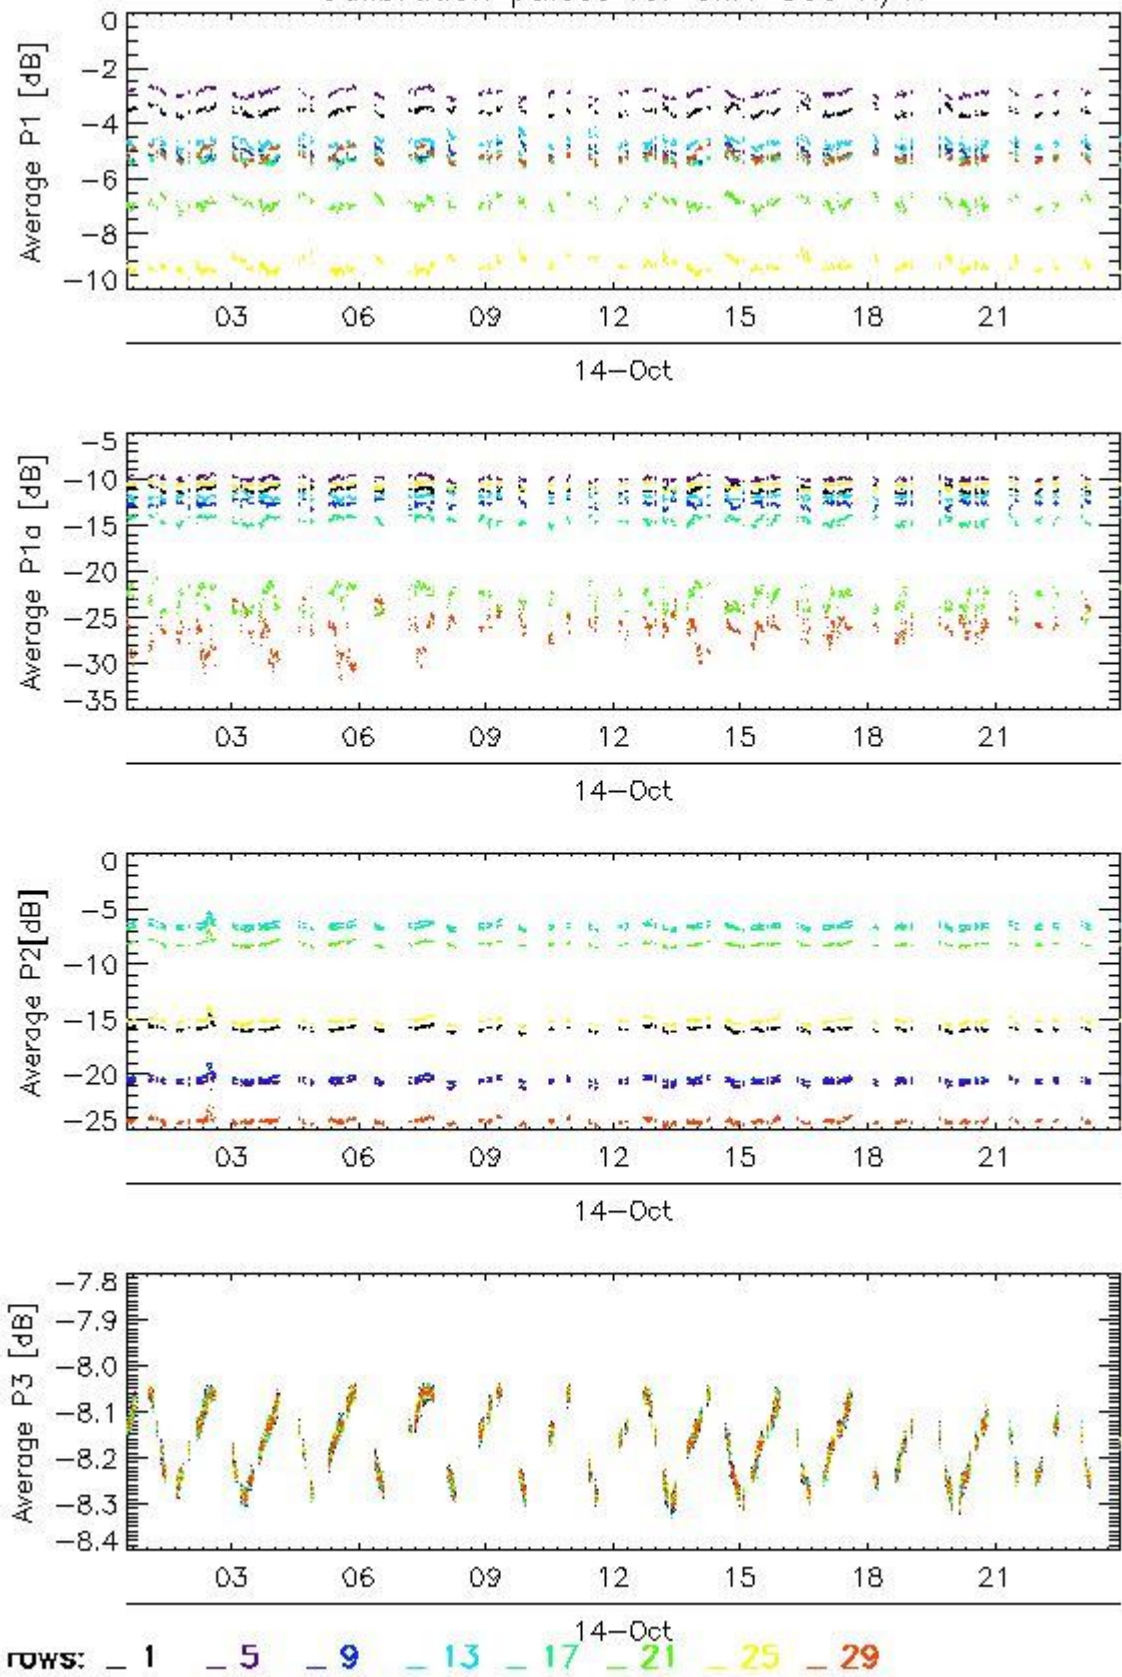 0
−2
−4
−6
−8
−10
Average P1 [dB]
03 06 09 12 15 18 21
14−Oct
−5
−10
−15
−20
−25
−30
−35
Average P1a [dB]
03 06 09 12 15 18 21
14−Oct
0
−5
−10
−15
−20
−25
Average P2[dB]
03 06 09 12 15 18 21
14−Oct
−7.8
−7.9
−8.0
−8.1
−8.2
−8.3
−8.4
Average P3 [dB]
03 06 09 12 15 18 21
14−Oct
rows: _ 1 _ 5 _ 9 _ 13 _ 17 _ 21 _ 25 _ 29